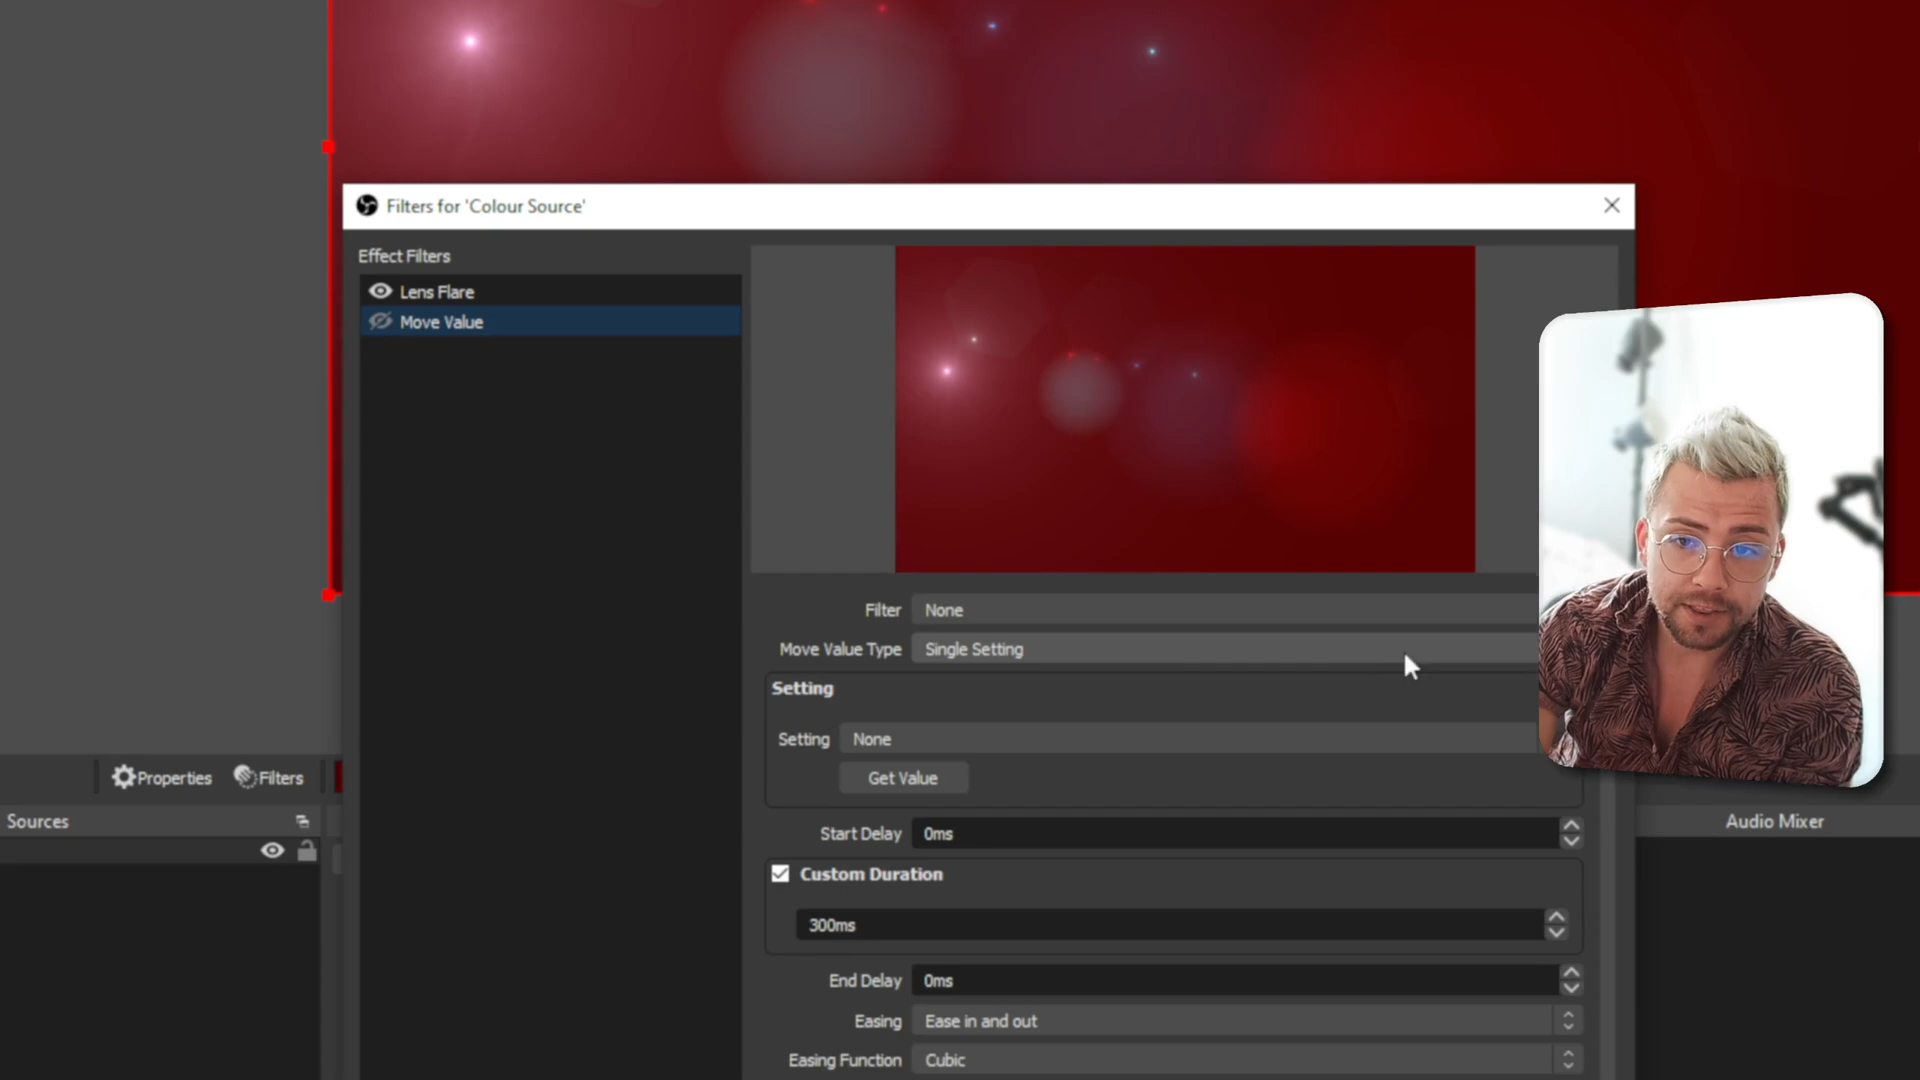 Filters for 'Colour Source'
Effect Filters
Lens Flare
Move Value
Filter None
Move Value Type Single Setting
Setting
Setting None
Get Value
Start Delay 0ms
Custom Duration
300ms
End Delay 0ms
Easing Ease in and out
Easing Function Cubic
Properties Filters
Sources
Audio Mixer